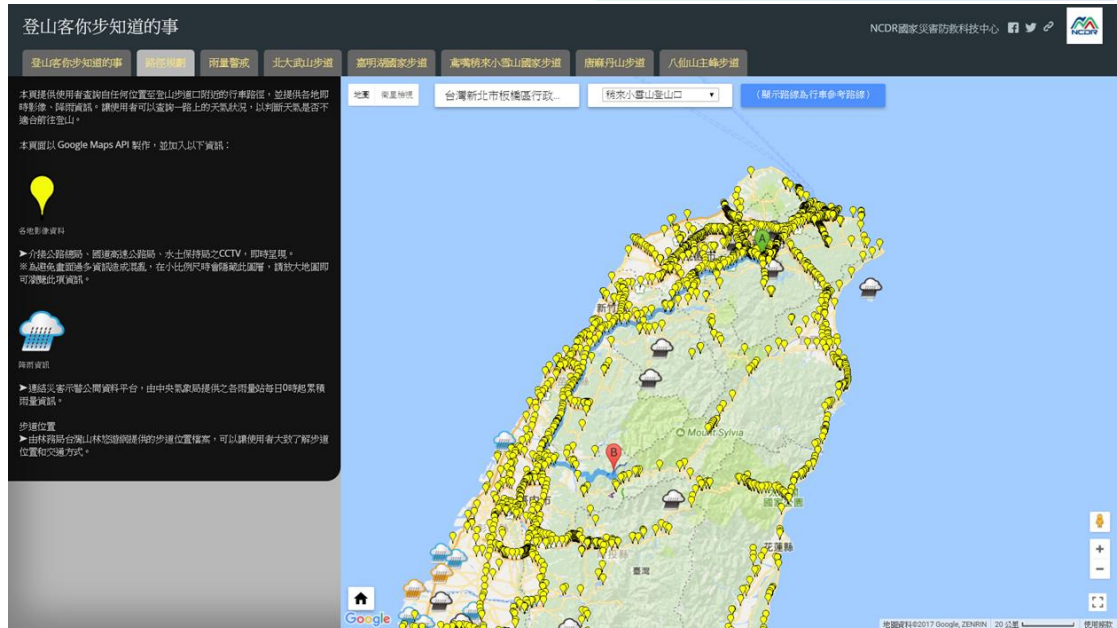 登山客你步知道的事
NCDR國家災害防救科技中心
NCDR
登山客你步知道的事
路徑規劃
雨量警戒
北大武山步道
嘉明湖國家步道
鳶嘴稍來小雪山國家步道
唐麻丹山步道
八仙山主峰步道
本頁提供使用者查詢自任何位置至登山步道口附近的行車路徑，並提供各地即
時影像、降雨資訊。讓使用者可以查詢一路上的天氣狀況，以判斷天氣是否不
適合前往登山。
本頁面以 Google Maps API 製作，並加入以下資訊：
各地影像資料
➤介接公路總局、國道高速公路局、水土保持局之CCTV，即時呈現。
※為避免畫面過多資訊造成混亂，在小比例尺時會隱藏此圖層，請放大地圖即
可瀏覽此項資訊。
降雨資訊
➤連結災害示警公開資料平台，由中央氣象局提供之各雨量站每日0時起累積
雨量資訊。
步道位置
➤由林務局台灣山林悠遊網提供的步道位置檔案，可以讓使用者大致了解步道
位置和交通方式。
地圖
衛星檢視
台灣新北市板橋區行政...
稍來小雪山登山口
（顯示路線為行車參考路線）
A
新竹
Mount Sylvia
B
國家公園
花蓮縣
臺灣
Google
地圖資料©2017 Google, ZENRIN
20 公里
使用條款